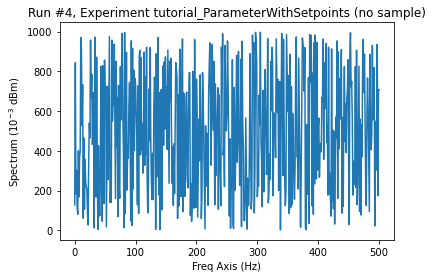 Run #4, Experiment tutorial_ParameterWithSetpoints (no sample)
1000
800
600
400
200
0
Spectrum (10⁻³ dBm)
0 100 200 300 400 500
Freq Axis (Hz)